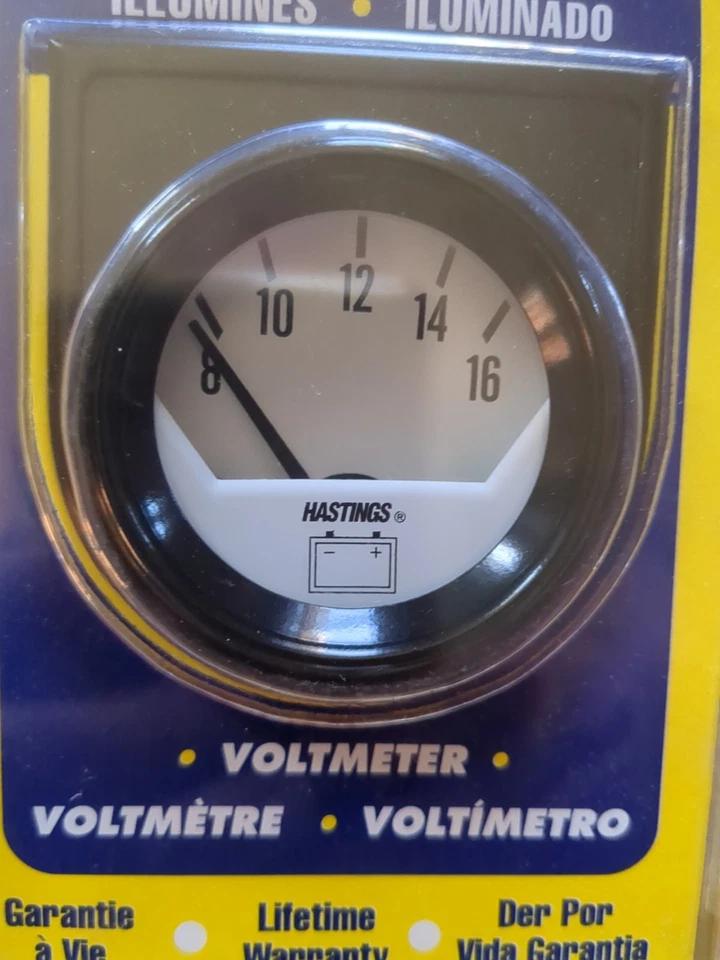 ILLUMINÉS • ILUMINADO
8 10 12 14 16
HASTINGS®
- +
• VOLTMETER •
VOLTMÈTRE • VOLTÍMETRO
Garantie à Vie
Lifetime Warranty
Der Por Vida Garantia